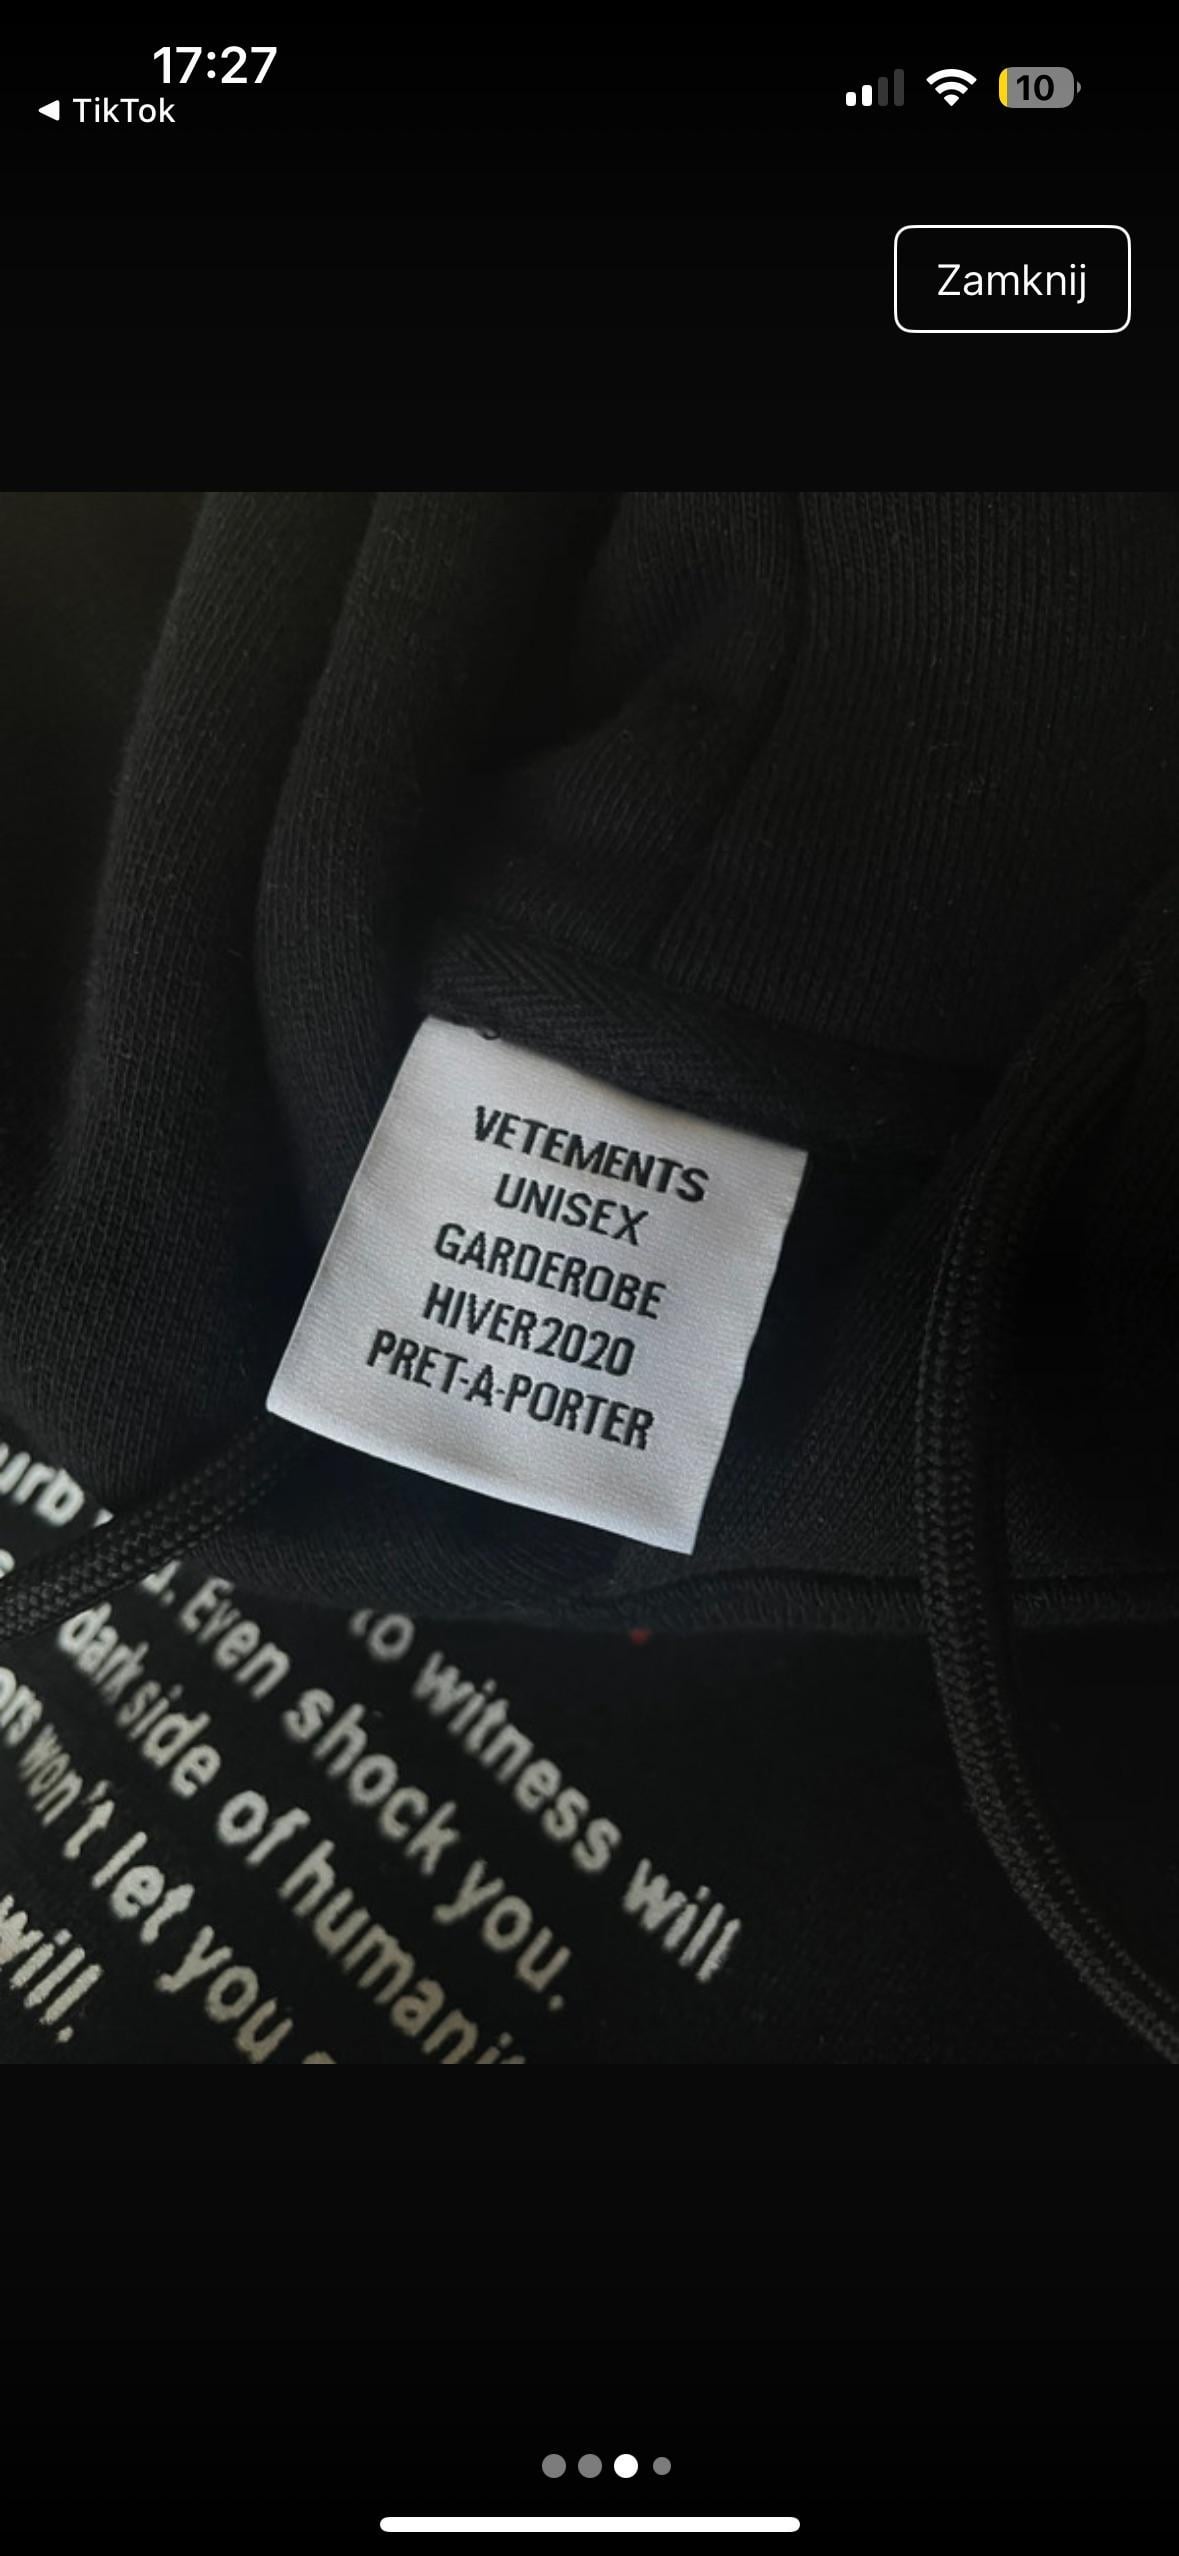 17:27
TikTok
10
Zamknij
VETEMENTS
UNISEX
GARDEROBE
HIVER2020
PRET-A-PORTER
to witness will
Even shock you.
dark side of
won't let you
will.